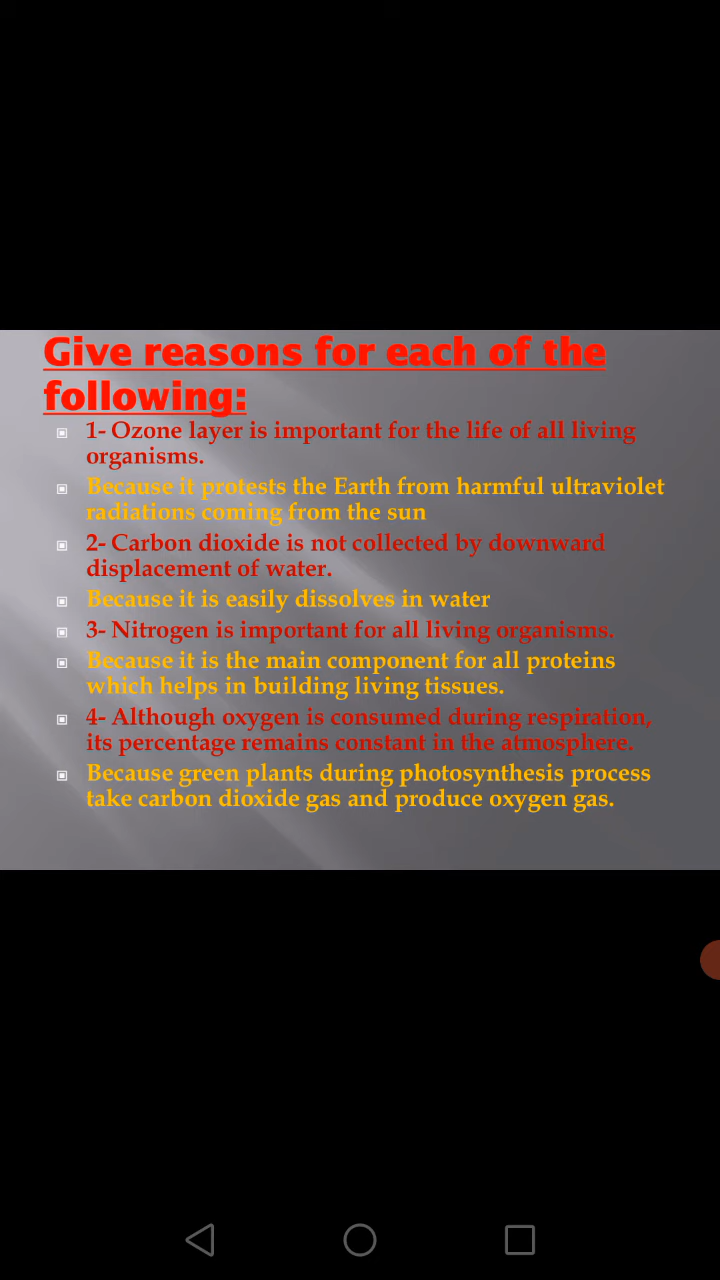 Give reasons for each of the
following:
1- Ozone layer is important for the life of all living
organisms.
Because it protests the Earth from harmful ultraviolet
radiations coming from the sun
2- Carbon dioxide is not collected by downward
displacement of water.
Because it is easily dissolves in water
3- Nitrogen is important for all living organisms.
Because it is the main component for all proteins
which helps in building living tissues.
4- Although oxygen is consumed during respiration,
its percentage remains constant in the atmosphere.
Because green plants during photosynthesis process
take carbon dioxide gas and produce oxygen gas.